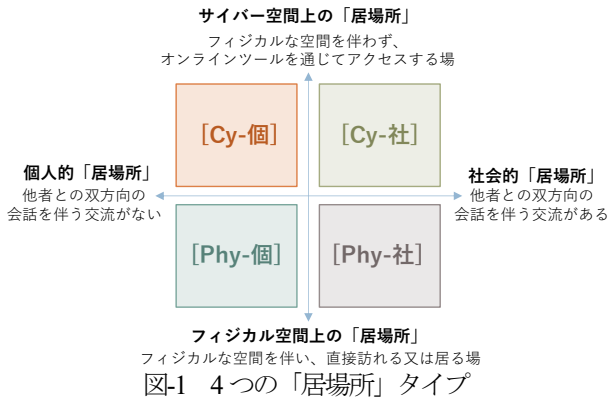 サイバー空間上の「居場所」
フィジカルな空間を伴わず、
オンラインツールを通じてアクセスする場
[Cy-個]
[Cy-社]
個人的「居場所」
他者との双方向の
会話を伴う交流がない
社会的「居場所」
他者との双方向の
会話を伴う交流がある
[Phy-個]
[Phy-社]
フィジカル空間上の「居場所」
フィジカルな空間を伴い、直接訪れる又は居る場
図-1　4つの「居場所」タイプ